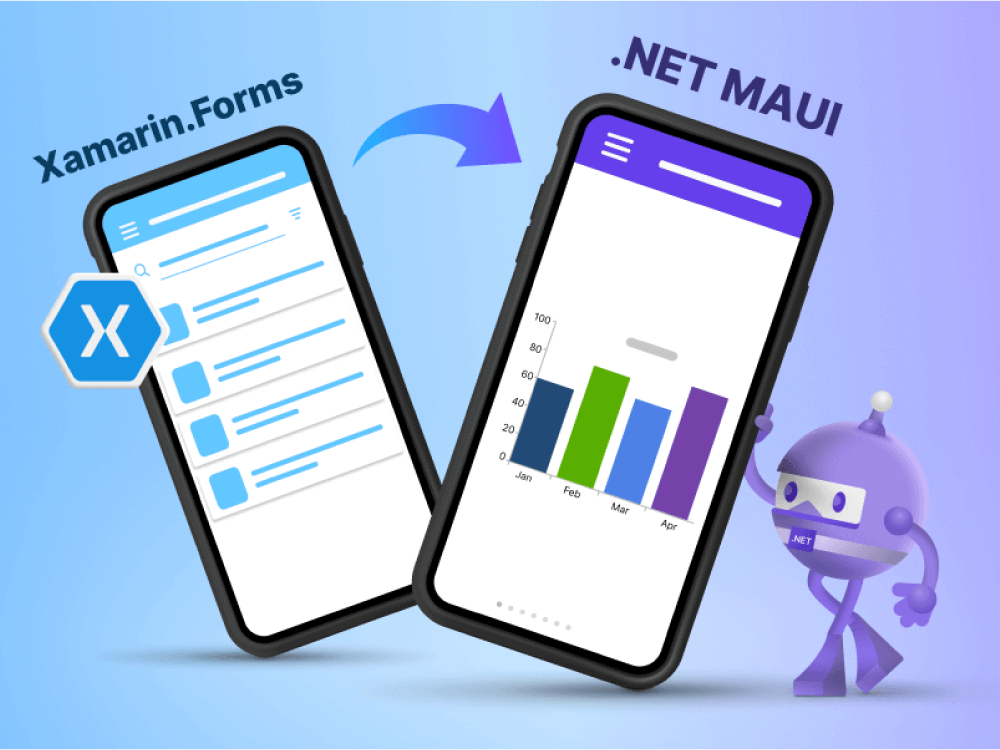 Xamarin.Forms
.NET MAUI
X
100
80
60
40
20
0
Jan
Feb
Mar
Apr
.NET